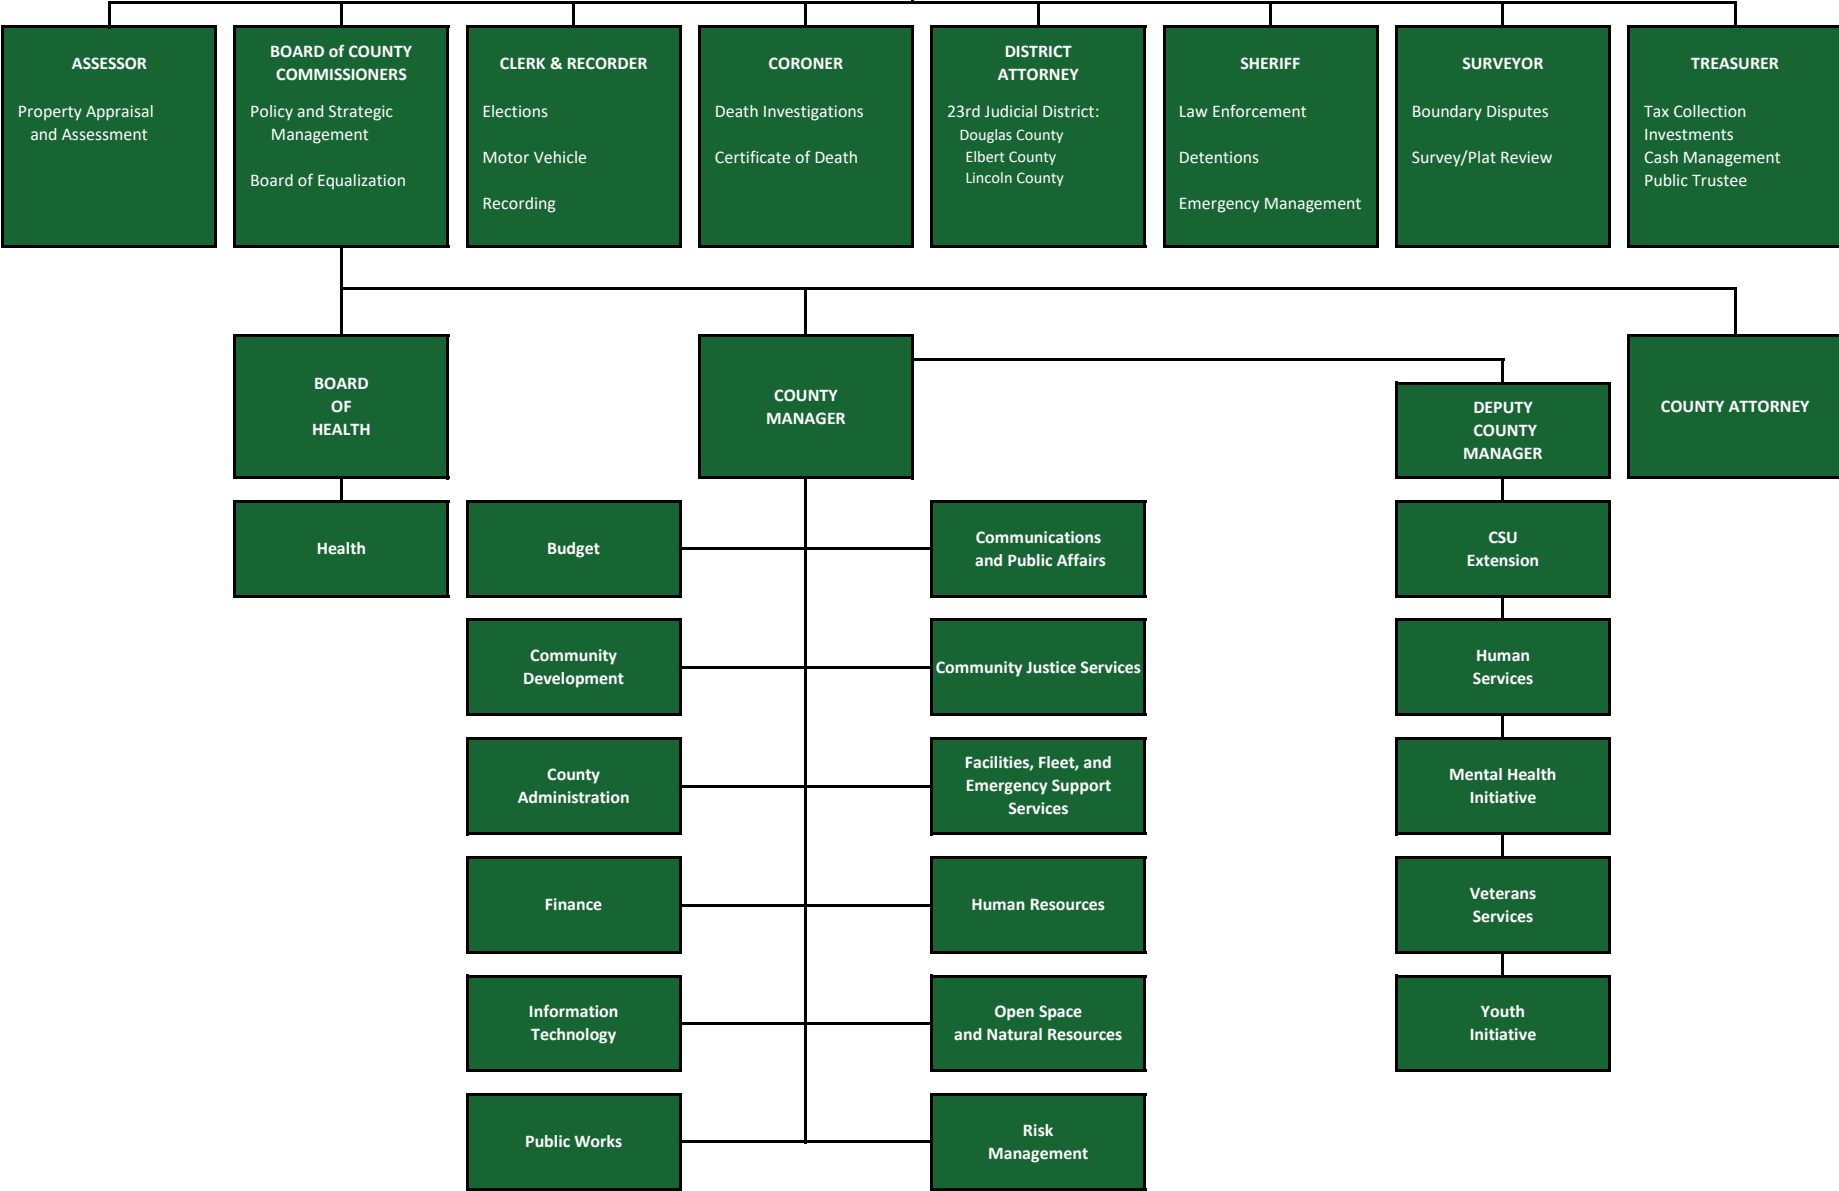 ASSESSOR
Property Appraisal
and Assessment
BOARD of COUNTY
COMMISSIONERS
Policy and Strategic
Management
Board of Equalization
CLERK & RECORDER
Elections
Motor Vehicle
Recording
CORONER
Death Investigations
Certificate of Death
DISTRICT
ATTORNEY
23rd Judicial District:
Douglas County
Elbert County
Lincoln County
SHERIFF
Law Enforcement
Detentions
Emergency Management
SURVEYOR
Boundary Disputes
Survey/Plat Review
TREASURER
Tax Collection
Investments
Cash Management
Public Trustee
BOARD
OF
HEALTH
COUNTY
MANAGER
DEPUTY
COUNTY
MANAGER
COUNTY ATTORNEY
Health
Budget
Communications
and Public Affairs
CSU
Extension
Community
Development
Community Justice Services
Human
Services
County
Administration
Facilities, Fleet, and
Emergency Support
Services
Mental Health
Initiative
Finance
Human Resources
Veterans
Services
Information
Technology
Open Space
and Natural Resources
Youth
Initiative
Public Works
Risk
Management